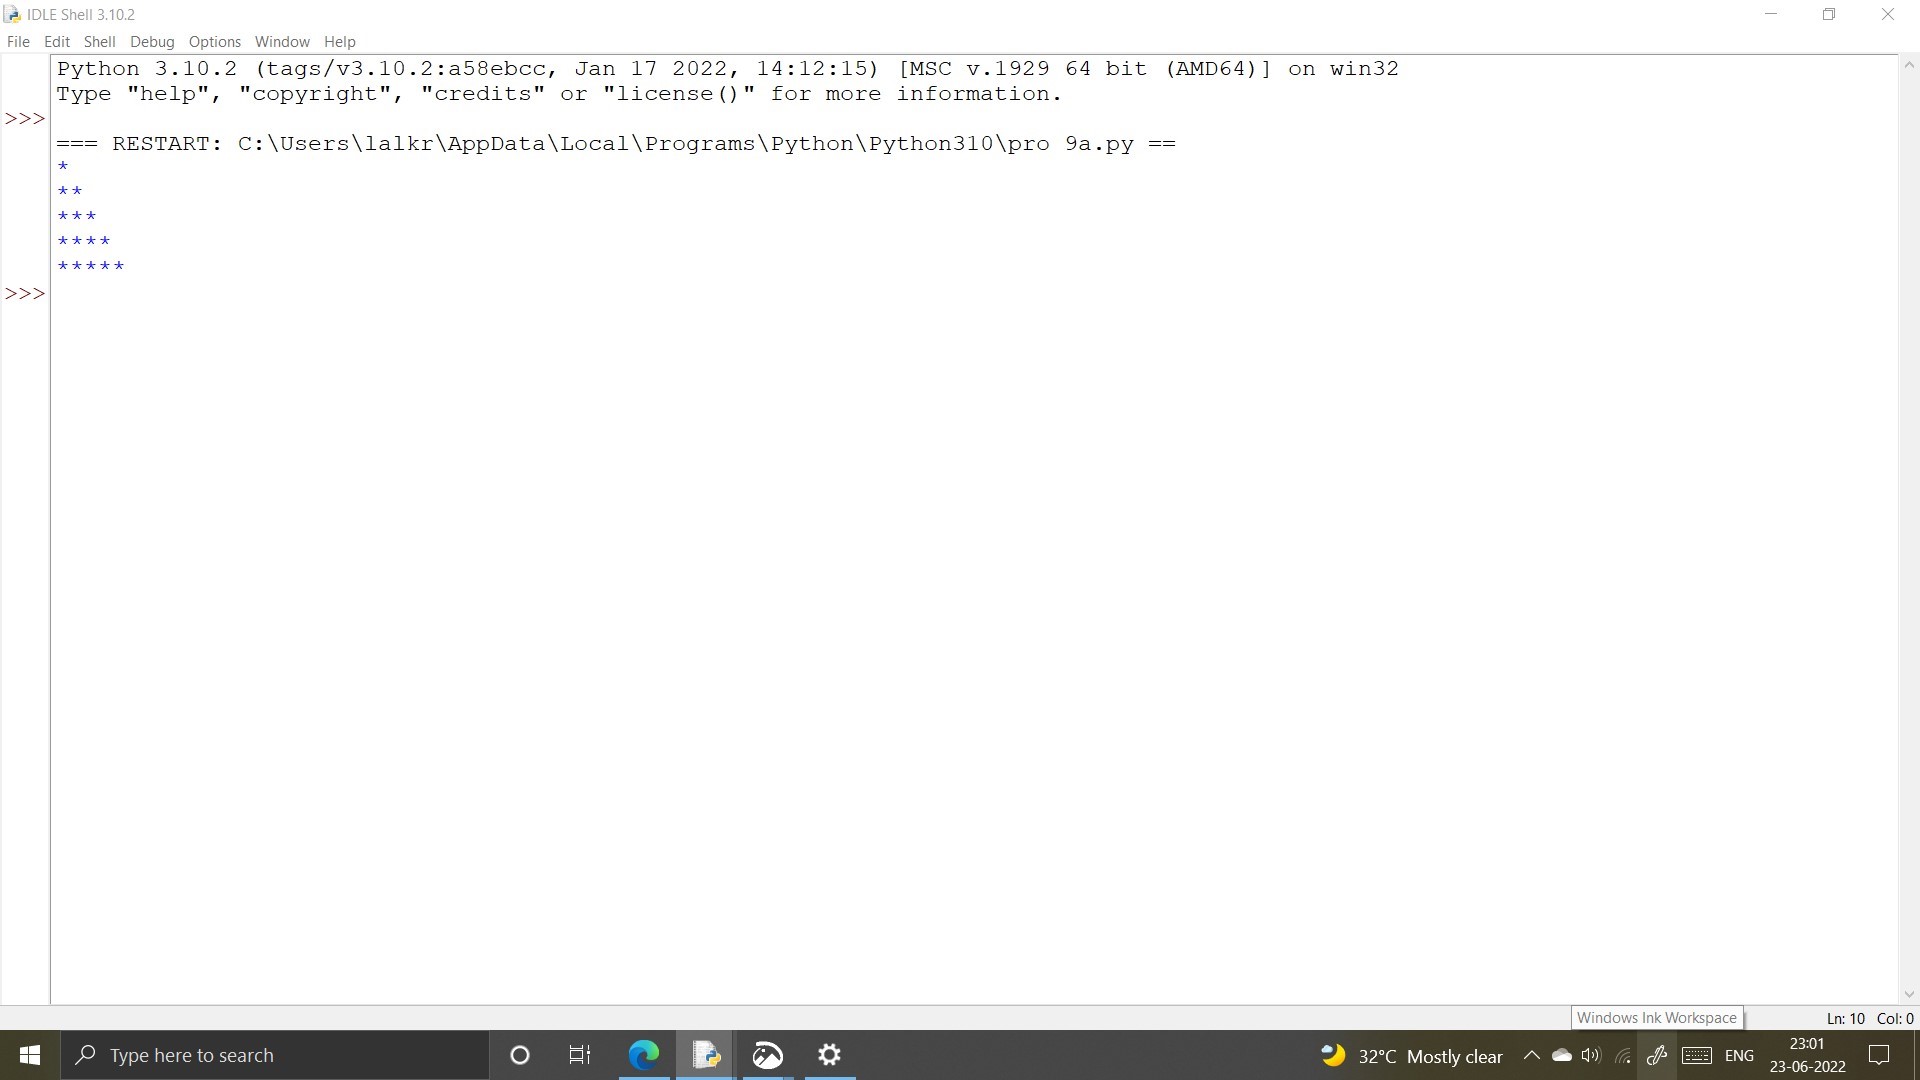 IDLE Shell 3.10.2
File Edit Shell Debug Options Window Help
Python 3.10.2 (tags/v3.10.2:a58ebcc, Jan 17 2022, 14:12:15) [MSC v.1929 64 bit (AMD64)] on win32
Type "help", "copyright", "credits" or "license()" for more information.
>>>
=== RESTART: C:\Users\lalkr\AppData\Local\Programs\Python\Python310\pro 9a.py ==
*
**
***
****
*****
>>>
Windows Ink Workspace
Ln: 10 Col: 0
Type here to search
32°C Mostly clear
ENG
23:01
23-06-2022